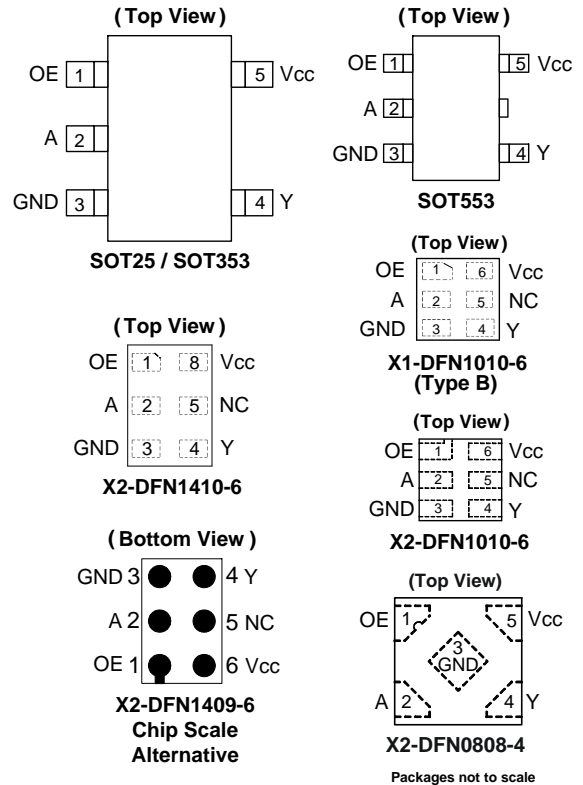 (Top View)
OE 1 5 Vcc
A 2
GND 3 4 Y
SOT25 / SOT353
(Top View)
OE 1 5 Vcc
A 2
GND 3 4 Y
SOT553
(Top View)
OE 1 6 Vcc
A 2 5 NC
GND 3 4 Y
X1-DFN1010-6
(Type B)
(Top View)
OE 1 8 Vcc
A 2 5 NC
GND 3 4 Y
X2-DFN1410-6
(Top View)
OE 1 6 Vcc
A 2 5 NC
GND 3 4 Y
X2-DFN1010-6
(Bottom View)
GND 3 4 Y
A 2 5 NC
OE 1 6 Vcc
X2-DFN1409-6
Chip Scale
Alternative
(Top View)
OE 1 5 Vcc
3
GND
A 2 4 Y
X2-DFN0808-4
Packages not to scale